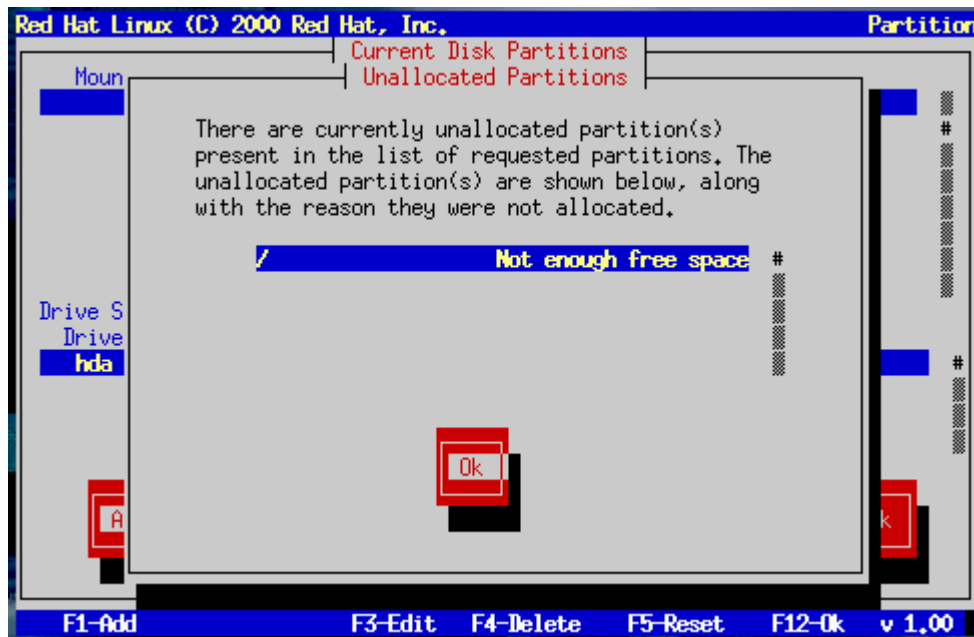 Red Hat Linux (C) 2000 Red Hat, Inc. Partition
Current Disk Partitions
Moun Unallocated Partitions
There are currently unallocated partition(s)
present in the list of requested partitions. The
unallocated partition(s) are shown below, along
with the reason they were not allocated.
/ Not enough free space #
#
Drive S
Drive
hda #
Ok
A k
F1-Add F3-Edit F4-Delete F5-Reset F12-Ok v 1.00